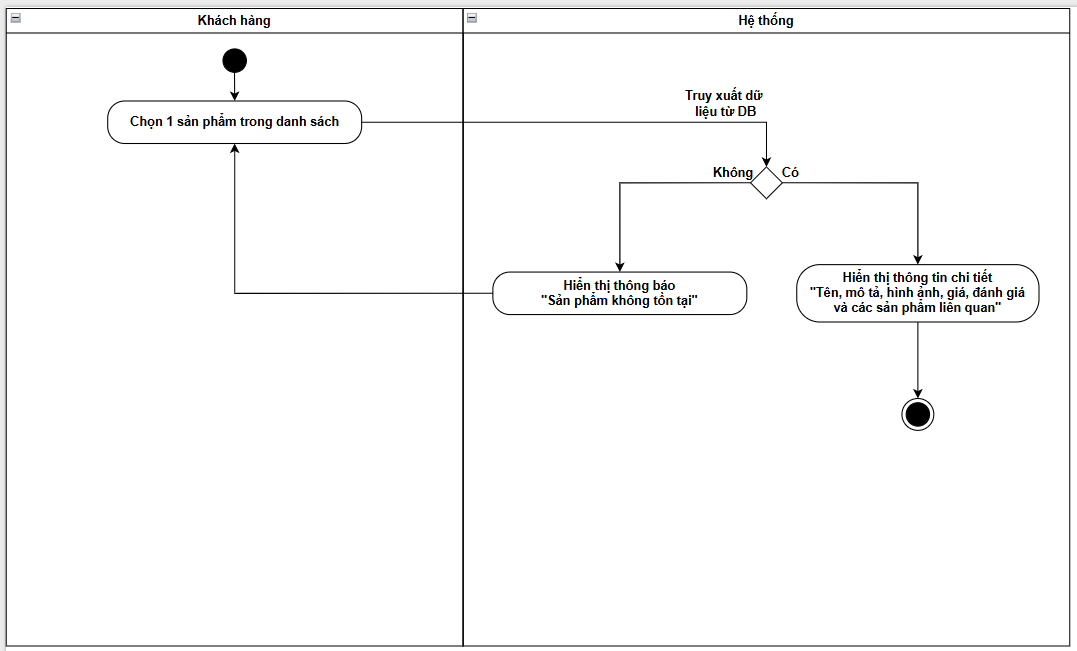 Khách hàng
Hệ thống
Truy xuất dữ
liệu từ DB
Chọn 1 sản phẩm trong danh sách
Không
Có
Hiển thị thông báo
"Sản phẩm không tồn tại"
Hiển thị thông tin chi tiết
"Tên, mô tả, hình ảnh, giá, đánh giá
và các sản phẩm liên quan"